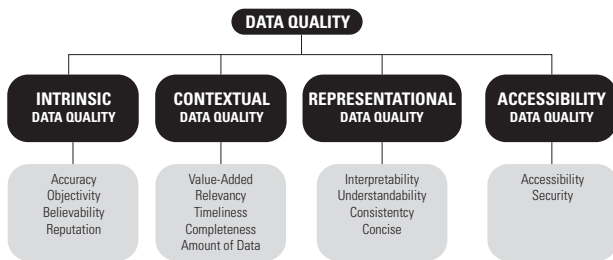 DATA QUALITY
INTRINSIC
DATA QUALITY
CONTEXTUAL
DATA QUALITY
REPRESENTATIONAL
DATA QUALITY
ACCESSIBILITY
DATA QUALITY
Accuracy
Objectivity
Believability
Reputation
Value-Added
Relevancy
Timeliness
Completeness
Amount of Data
Interpretability
Understandability
Consistentcy
Concise
Accessibility
Security